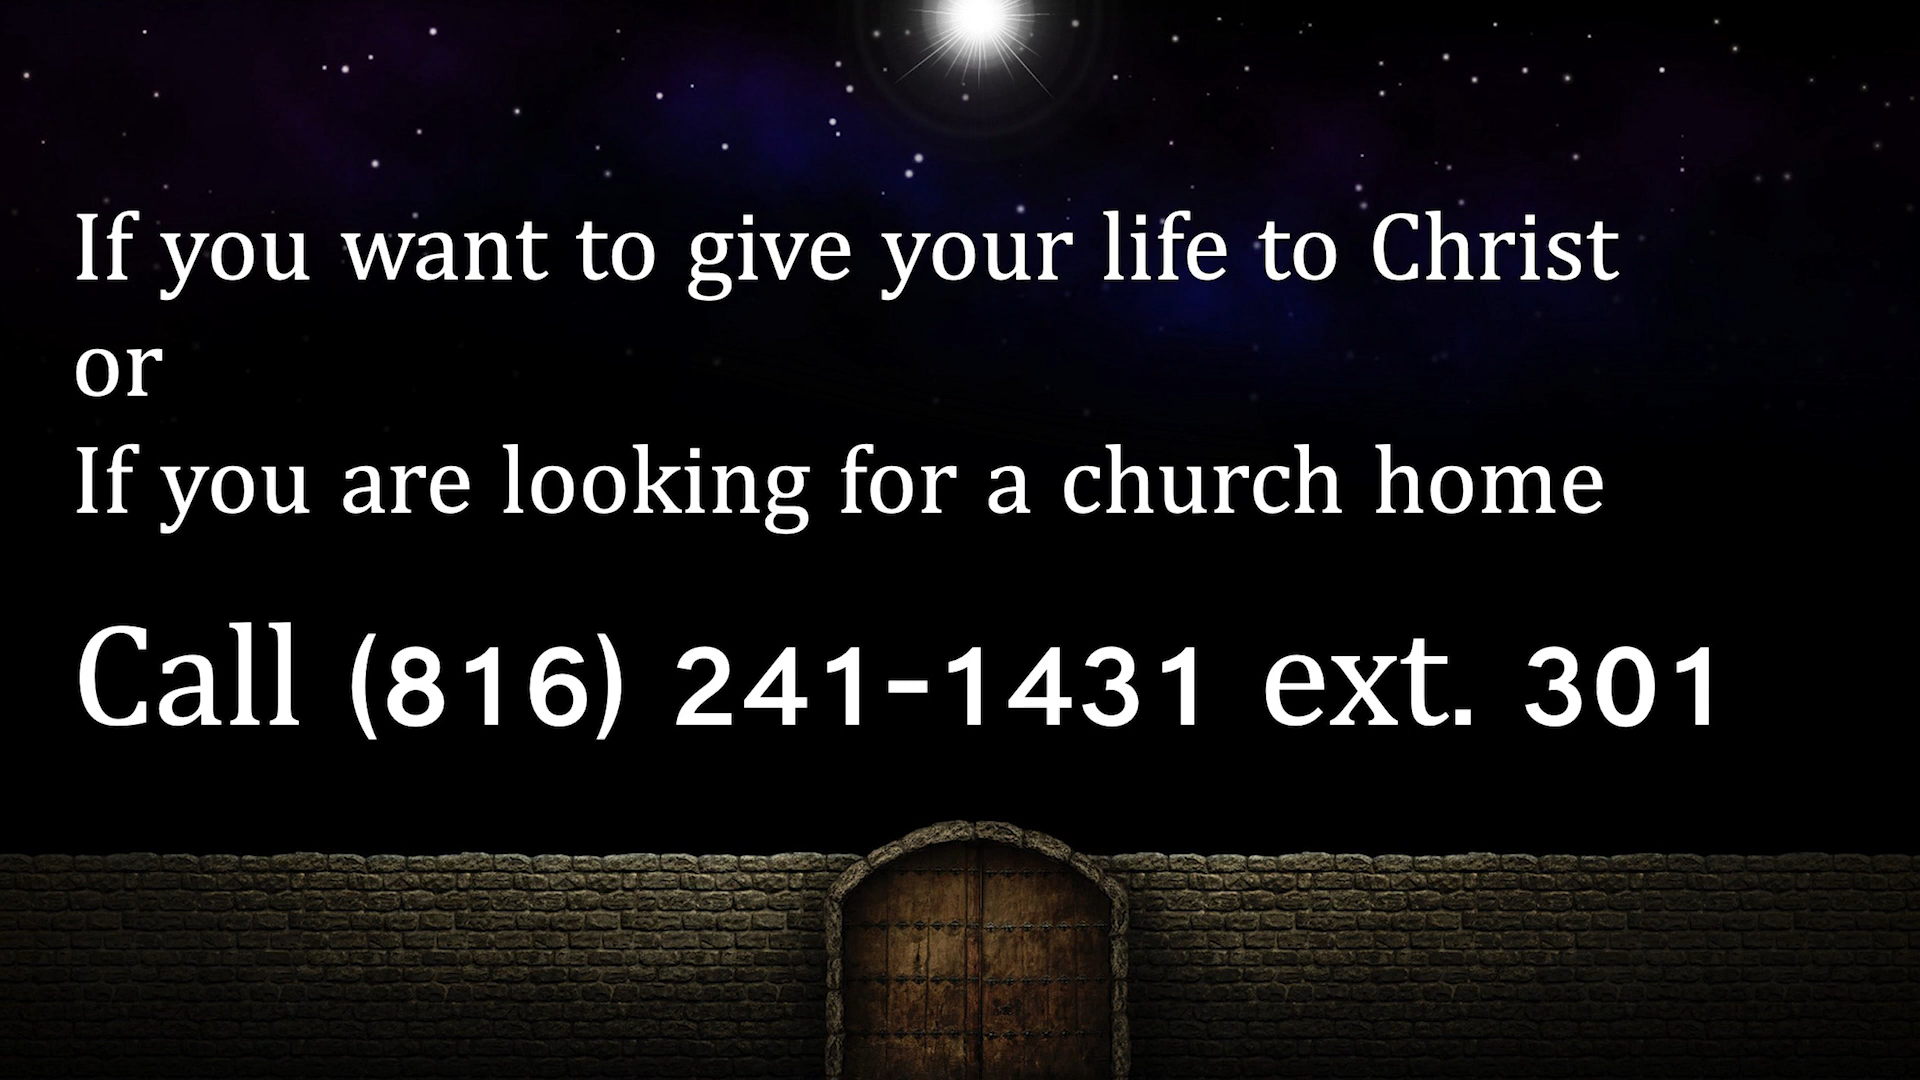 If you want to give your life to Christ
or
If you are looking for a church home
Call (816) 241-1431 ext. 301